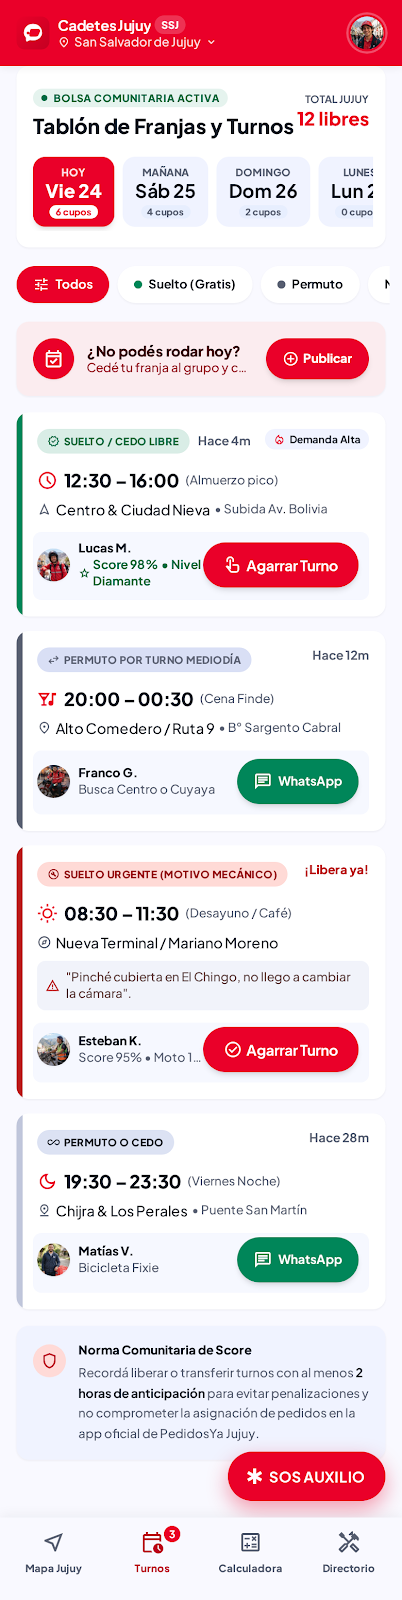 CadetesJujuy SSJ
San Salvador de Jujuy
BOLSA COMUNITARIA ACTIVA
Tablón de Franjas y Turnos
TOTAL JUJUY
12 libres
HOY
Vie 24
6 cupos
MAÑANA
Sáb 25
4 cupos
DOMINGO
Dom 26
2 cupos
LUNES
Lun 2
0 cupo
Todos
Suelto (Gratis)
Permuto
¿No podés rodar hoy?
Cedé tu franja al grupo y c...
Publicar
SUELTO / CEDO LIBRE
Hace 4m
Demanda Alta
12:30 – 16:00 (Almuerzo pico)
Centro & Ciudad Nieva • Subida Av. Bolivia
Lucas M.
Score 98% • Nivel
Diamante
Agarrar Turno
PERMUTO POR TURNO MEDIODÍA
Hace 12m
20:00 – 00:30 (Cena Finde)
Alto Comedero / Ruta 9 • B° Sargento Cabral
Franco G.
Busca Centro o Cuyaya
WhatsApp
SUELTO URGENTE (MOTIVO MECÁNICO)
¡Libera ya!
08:30 – 11:30 (Desayuno / Café)
Nueva Terminal / Mariano Moreno
"Pinché cubierta en El Chingo, no llego a cambiar
la cámara".
Esteban K.
Score 95% • Moto 1...
Agarrar Turno
PERMUTO O CEDO
Hace 28m
19:30 – 23:30 (Viernes Noche)
Chijra & Los Perales • Puente San Martín
Matías V.
Bicicleta Fixie
WhatsApp
Norma Comunitaria de Score
Recordá liberar o transferir turnos con al menos 2
horas de anticipación para evitar penalizaciones y
no comprometer la asignación de pedidos en la
app oficial de PedidosYa Jujuy.
SOS AUXILIO
Mapa Jujuy
3
Turnos
Calculadora
Directorio